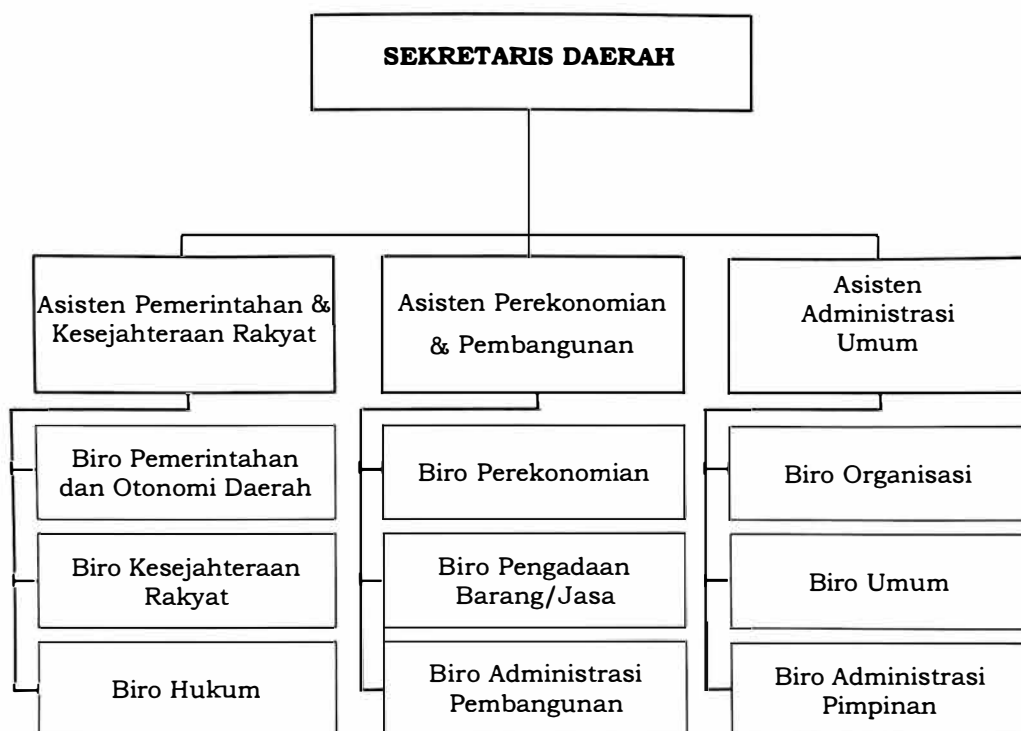 SEKRETARIS DAERAH
Asisten Pemerintahan &
Kesejahteraan Rakyat
Asisten Perekonomian
& Pembangunan
Asisten
Administrasi
Umum
Biro Pemerintahan
dan Otonomi Daerah
Biro Perekonomian
Biro Organisasi
Biro Kesejahteraan
Rakyat
Biro Pengadaan
Barang/Jasa
Biro Umum
Biro Hukum
Biro Administrasi
Pembangunan
Biro Administrasi
Pimpinan